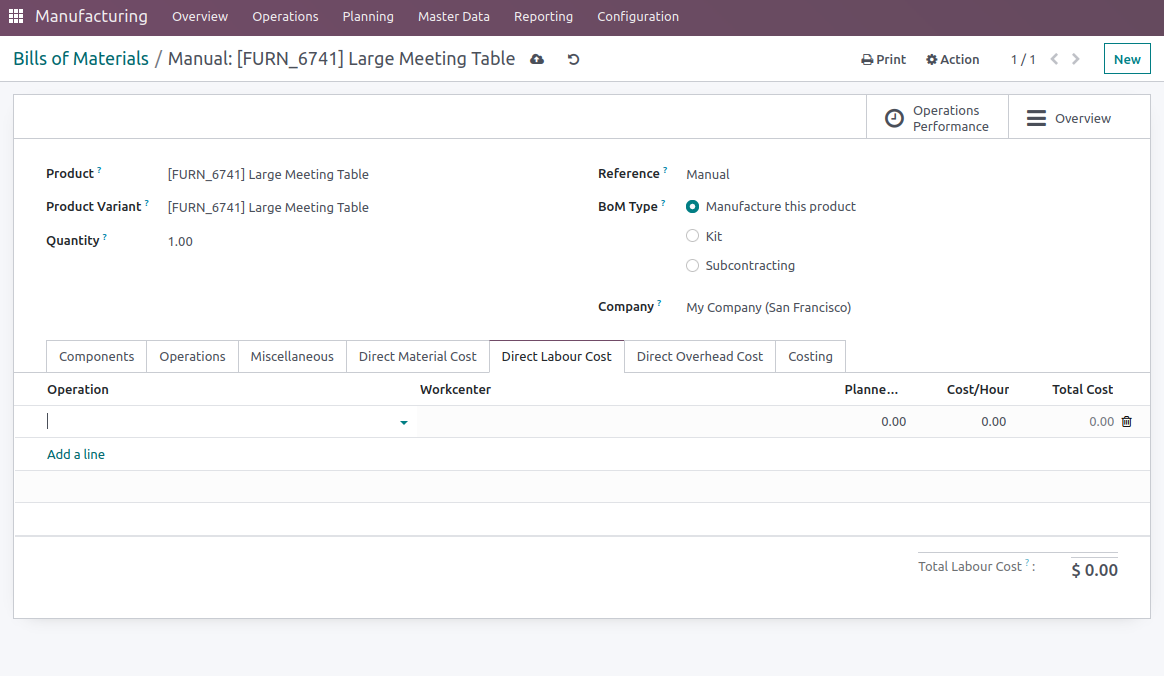 Manufacturing Overview Operations Planning Master Data Reporting Configuration
Bills of Materials / Manual: [FURN_6741] Large Meeting Table Print Action 1 / 1 New
Operations
Performance
Overview
Product ? [FURN_6741] Large Meeting Table
Product Variant ? [FURN_6741] Large Meeting Table
Quantity ? 1.00
Reference ? Manual
BoM Type ? Manufacture this product
Kit
Subcontracting
Company ? My Company (San Francisco)
Components Operations Miscellaneous Direct Material Cost Direct Labour Cost Direct Overhead Cost Costing
Operation Workcenter Planne... Cost/Hour Total Cost
0.00 0.00 0.00
Add a line
Total Labour Cost ? : $ 0.00